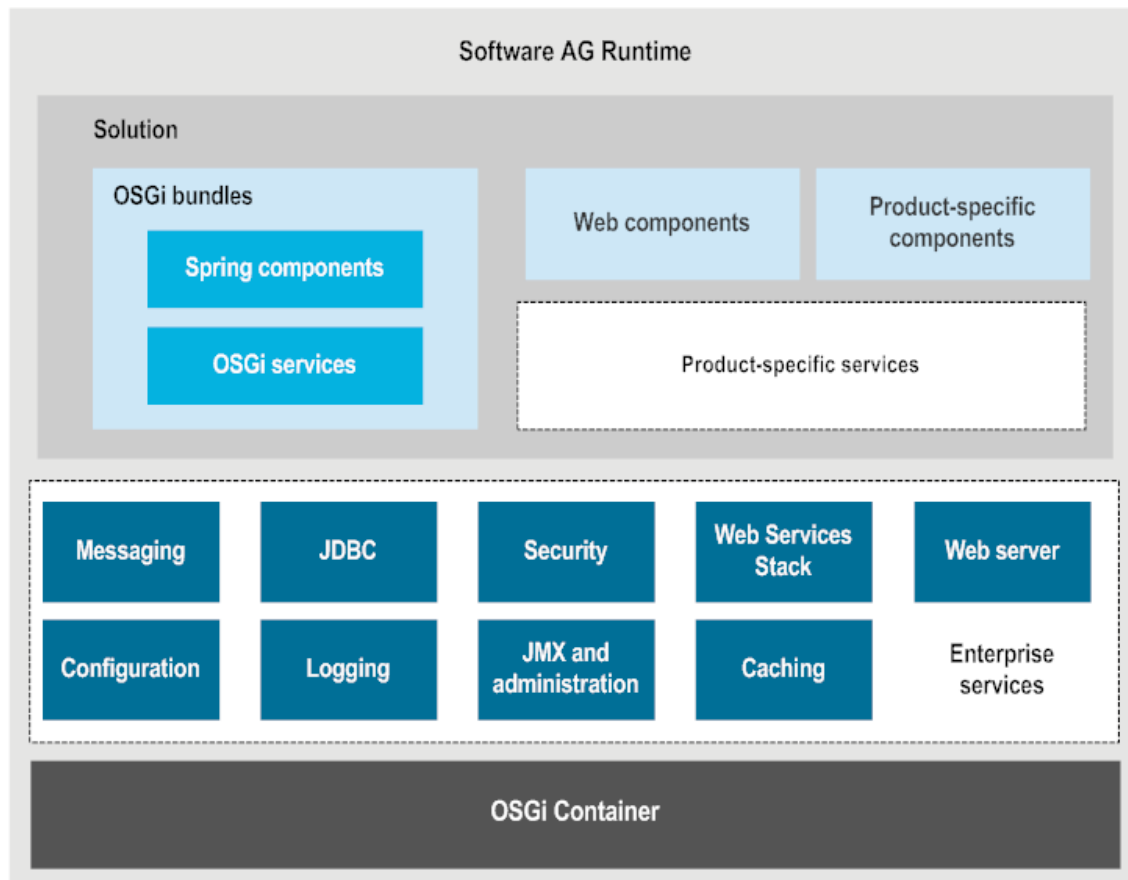 Software AG Runtime
Solution
OSGi bundles
Spring components
OSGi services
Web components
Product-specific
components
Product-specific services
Messaging
JDBC
Security
Web Services
Stack
Web server
Configuration
Logging
JMX and
administration
Caching
Enterprise
services
OSGi Container